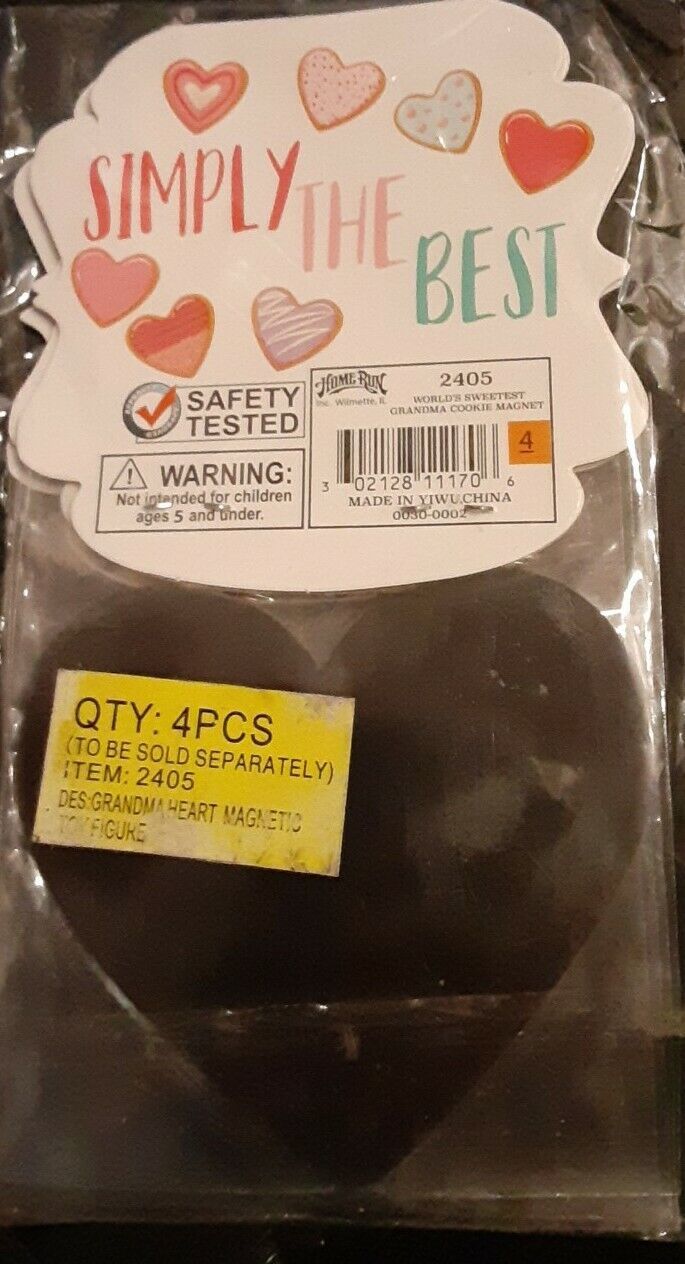 SIMPLY THE BEST
SAFETY
TESTED
WARNING:
Not intended for children
ages 5 and under.
HOME RUN
Inc. Wilmette, IL
2405
WORLD'S SWEETEST
GRANDMA COOKIE MAGNET
4
3 02128 11170 6
MADE IN YIWU.CHINA
0030-0002
QTY: 4PCS
(TO BE SOLD SEPARATELY)
ITEM: 2405
DES:GRANDMA HEART MAGNETIC
TOY FIGURE